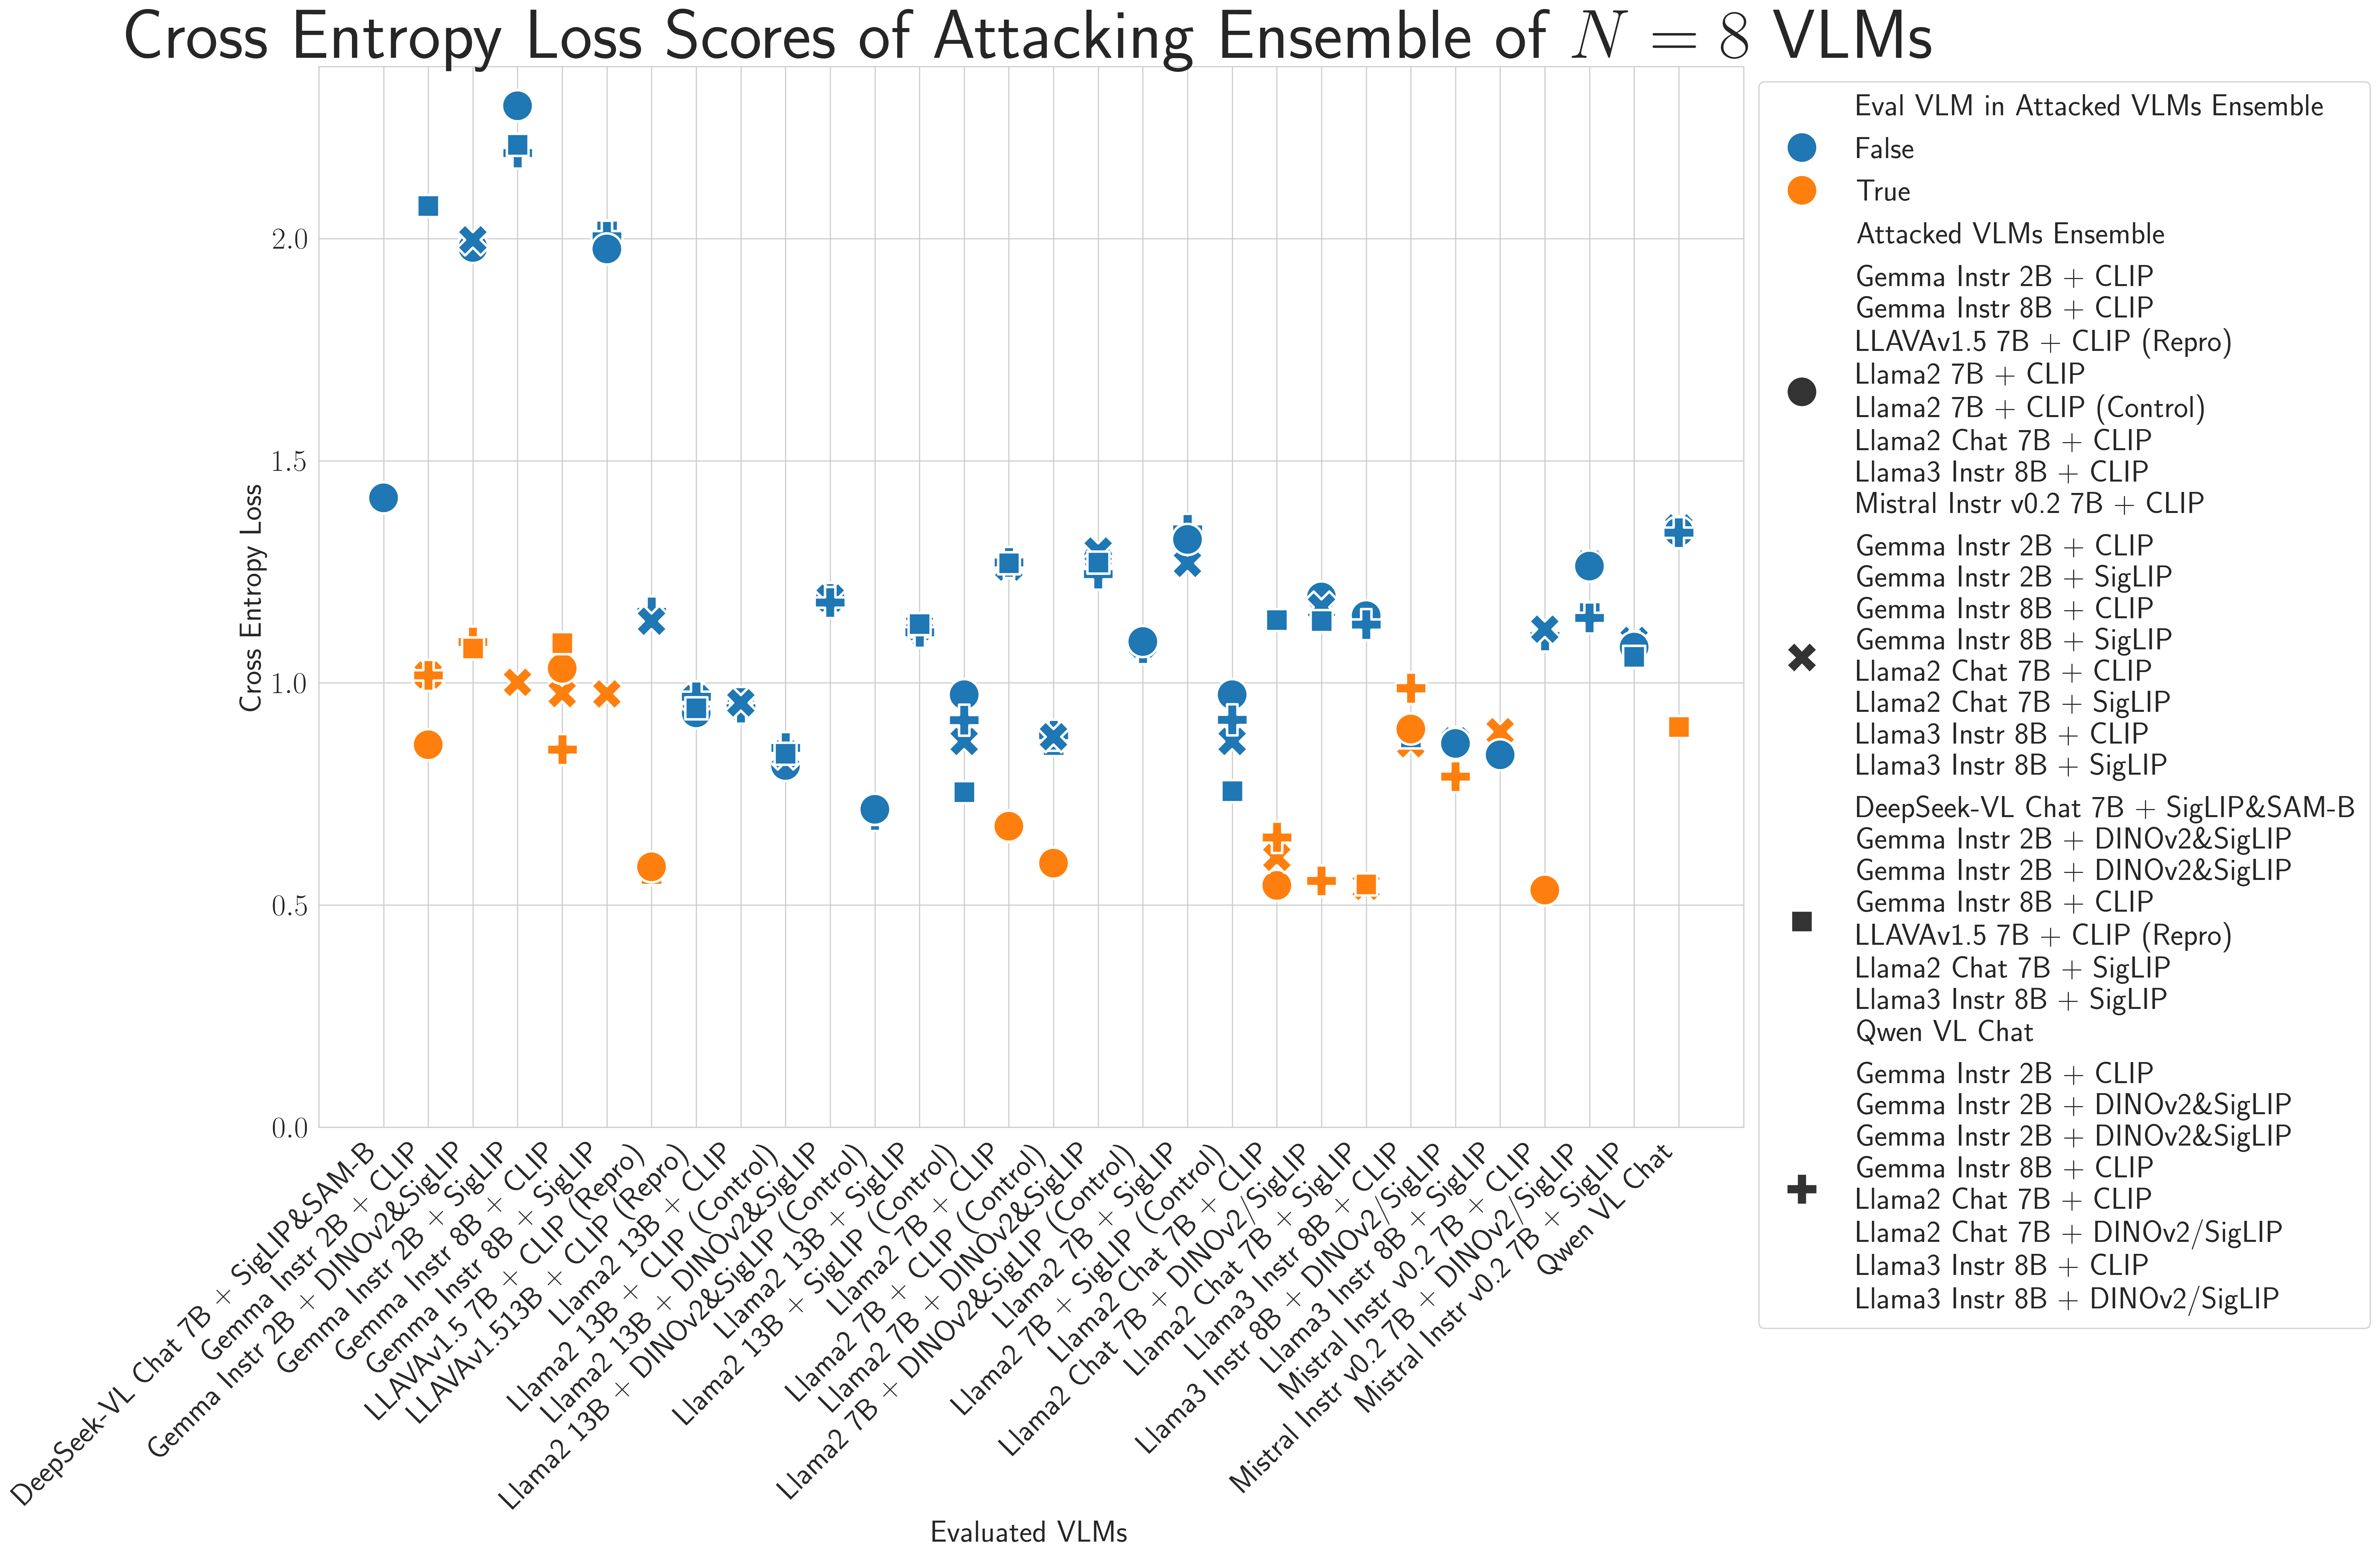 Cross Entropy Loss Scores of Attacking Ensemble of N = 8 VLMs
Cross Entropy Loss
2.0
1.5
1.0
0.5
0.0
DeepSeek-VL Chat 7B + SigLIP&SAM-B
Gemma Instr 2B + CLIP
Gemma Instr 2B + DINOv2&SigLIP
Gemma Instr 2B + SigLIP
Gemma Instr 8B + CLIP
Gemma Instr 8B + SigLIP
LLAVAv1.5 7B + CLIP (Repro)
LLAVAv1.513B + CLIP (Repro)
Llama2 13B + CLIP
Llama2 13B + CLIP (Control)
Llama2 13B + DINOv2&SigLIP
Llama2 13B + DINOv2&SigLIP (Control)
Llama2 13B + SigLIP
Llama2 13B + SigLIP (Control)
Llama2 7B + CLIP
Llama2 7B + CLIP (Control)
Llama2 7B + DINOv2&SigLIP
Llama2 7B + DINOv2&SigLIP (Control)
Llama2 7B + SigLIP
Llama2 7B + SigLIP (Control)
Llama2 Chat 7B + CLIP
Llama2 Chat 7B + DINOv2/SigLIP
Llama2 Chat 7B + SigLIP
Llama3 Instr 8B + CLIP
Llama3 Instr 8B + DINOv2/SigLIP
Llama3 Instr 8B + SigLIP
Mistral Instr v0.2 7B + CLIP
Mistral Instr v0.2 7B + DINOv2/SigLIP
Mistral Instr v0.2 7B + SigLIP
Qwen VL Chat
Evaluated VLMs
Eval VLM in Attacked VLMs Ensemble
False
True
Attacked VLMs Ensemble
Gemma Instr 2B + CLIP
Gemma Instr 8B + CLIP
LLAVAv1.5 7B + CLIP (Repro)
Llama2 7B + CLIP
Llama2 7B + CLIP (Control)
Llama2 Chat 7B + CLIP
Llama3 Instr 8B + CLIP
Mistral Instr v0.2 7B + CLIP
Gemma Instr 2B + CLIP
Gemma Instr 2B + SigLIP
Gemma Instr 8B + CLIP
Gemma Instr 8B + SigLIP
Llama2 Chat 7B + CLIP
Llama2 Chat 7B + SigLIP
Llama3 Instr 8B + CLIP
Llama3 Instr 8B + SigLIP
DeepSeek-VL Chat 7B + SigLIP&SAM-B
Gemma Instr 2B + DINOv2&SigLIP
Gemma Instr 2B + DINOv2&SigLIP
Gemma Instr 8B + CLIP
LLAVAv1.5 7B + CLIP (Repro)
Llama2 Chat 7B + SigLIP
Llama3 Instr 8B + SigLIP
Qwen VL Chat
Gemma Instr 2B + CLIP
Gemma Instr 2B + DINOv2&SigLIP
Gemma Instr 2B + DINOv2&SigLIP
Gemma Instr 8B + CLIP
Llama2 Chat 7B + CLIP
Llama2 Chat 7B + DINOv2/SigLIP
Llama3 Instr 8B + CLIP
Llama3 Instr 8B + DINOv2/SigLIP